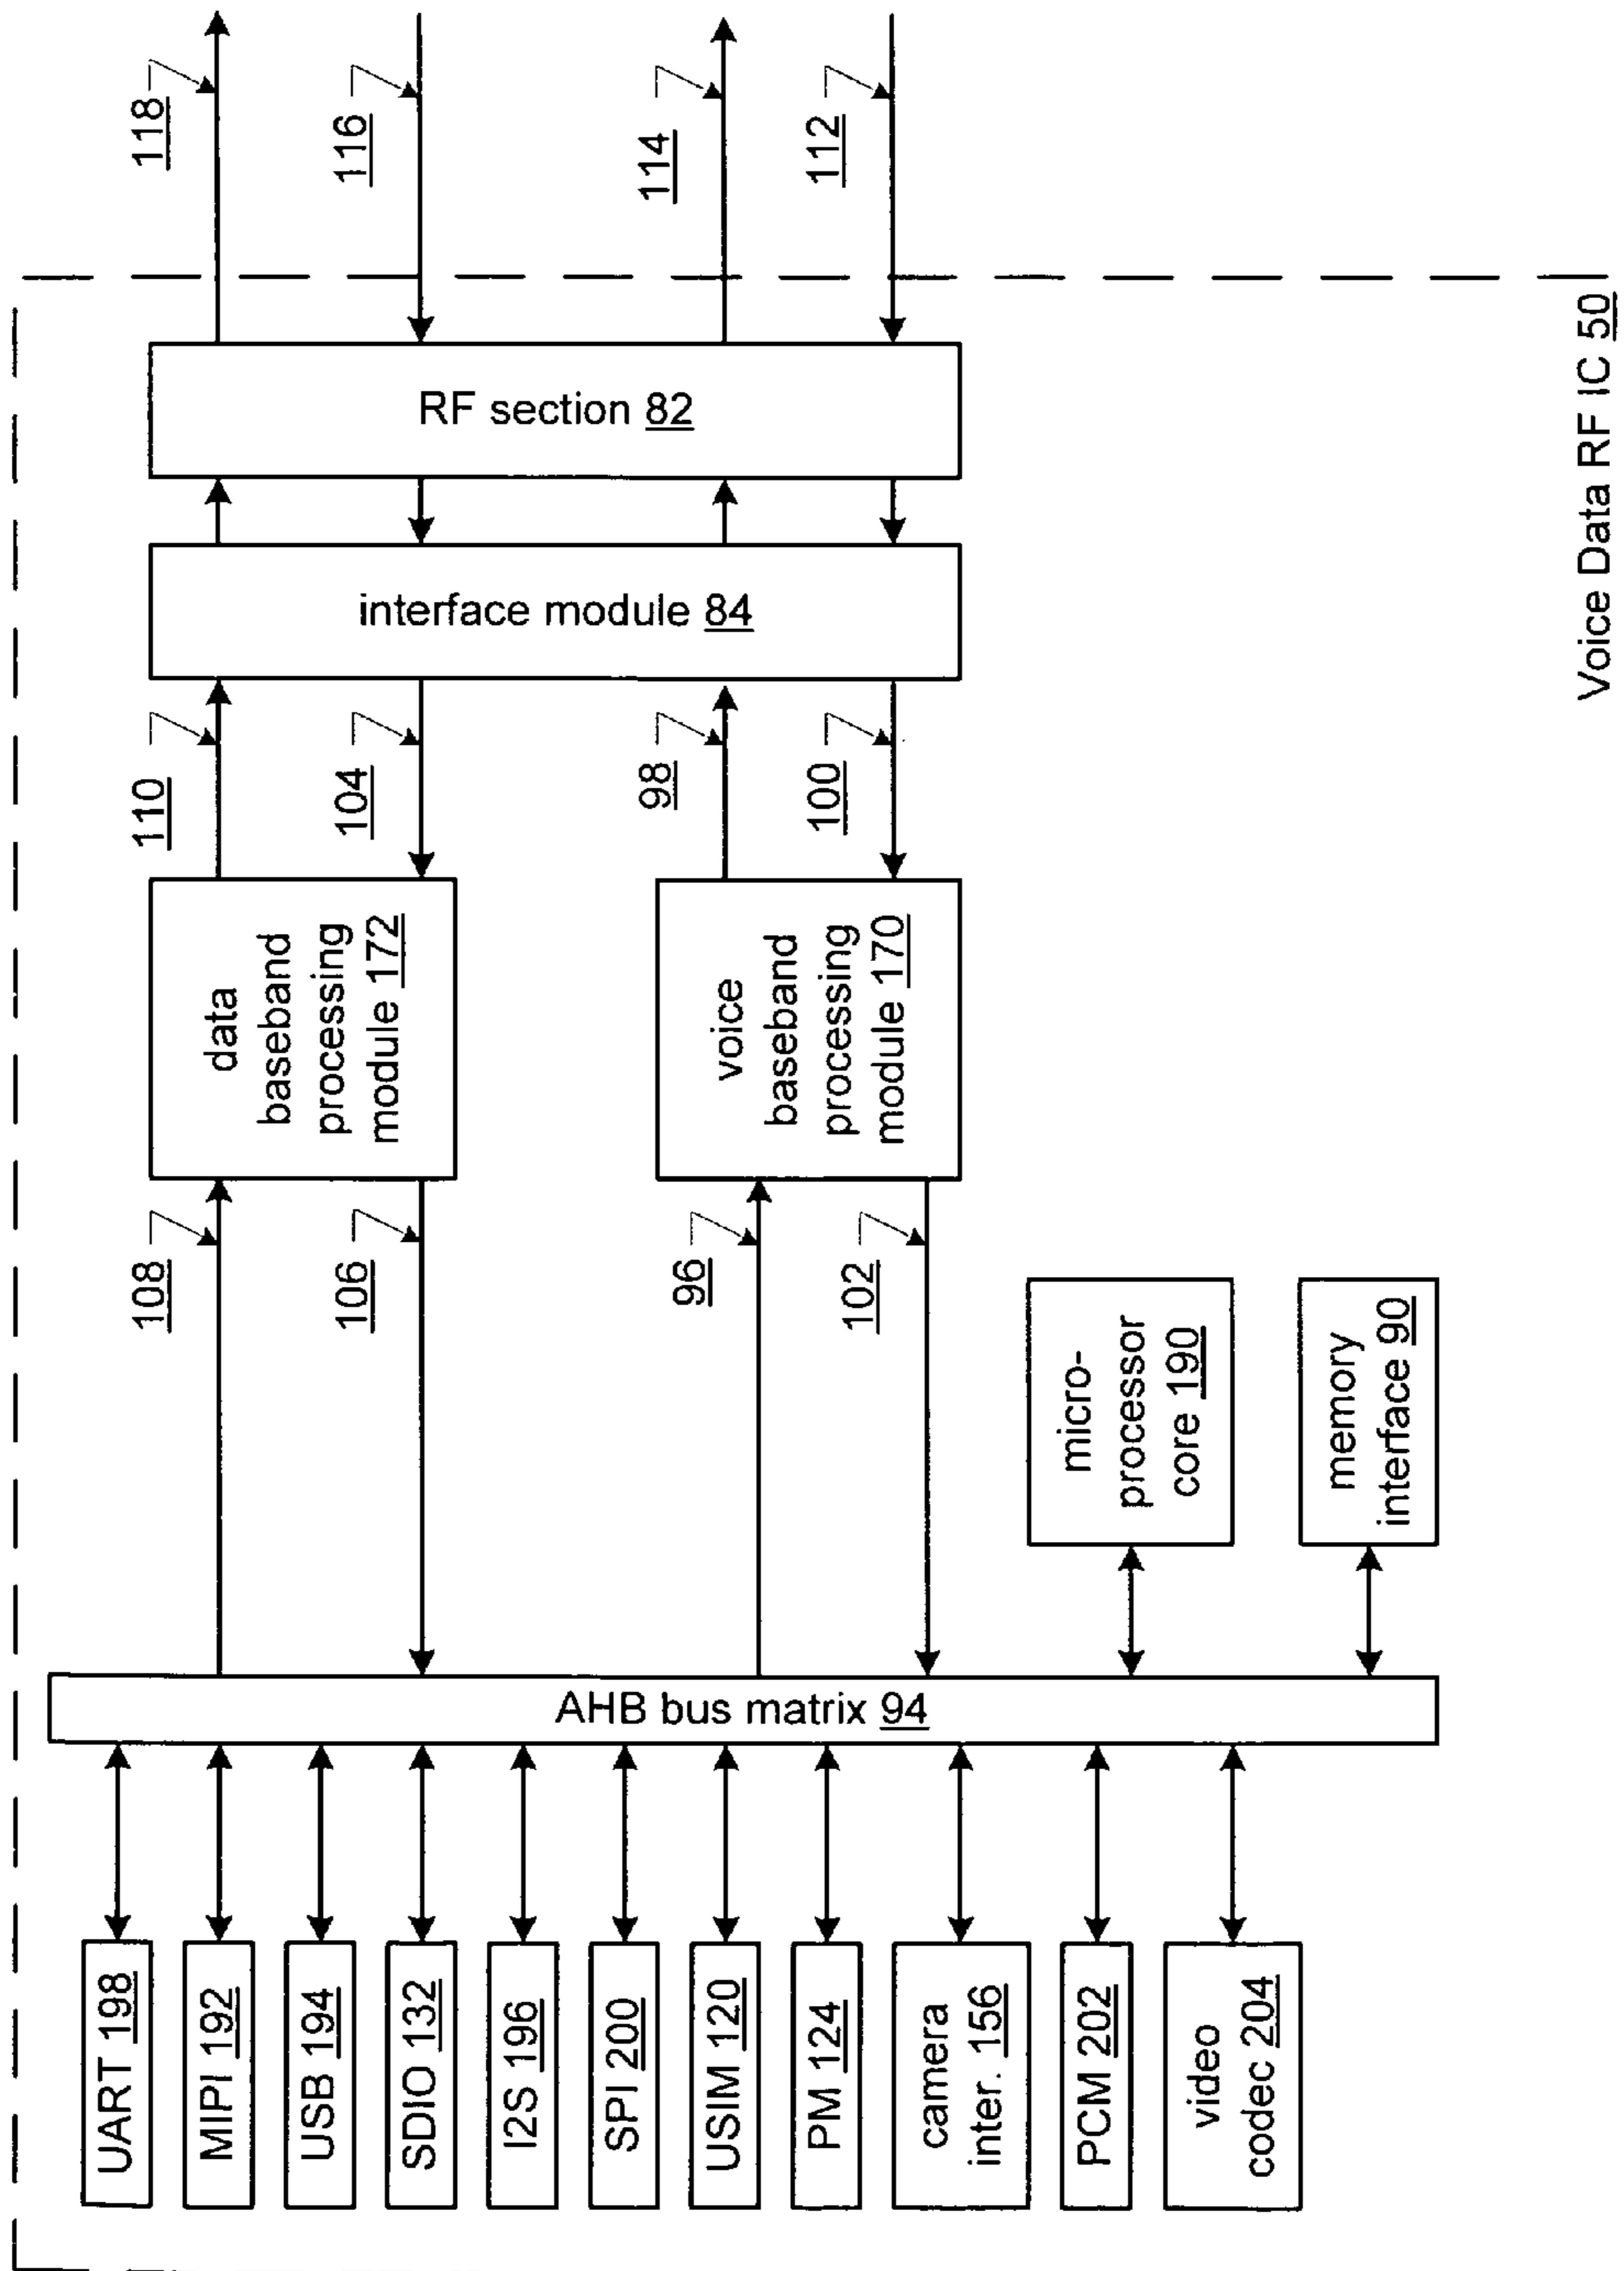 118
116
114
112
RF section 82
interface module 84
110
104
98
100
data
baseband
processing
module 172
voice
baseband
processing
module 170
108
106
96
102
micro-
processor
core 190
memory
interface 90
AHB bus matrix 94
UART 198
MIPI 192
USB 194
SDIO 132
I2S 196
SPI 200
USIM 120
PM 124
camera
inter. 156
PCM 202
video
codec 204
Voice Data RF IC 50